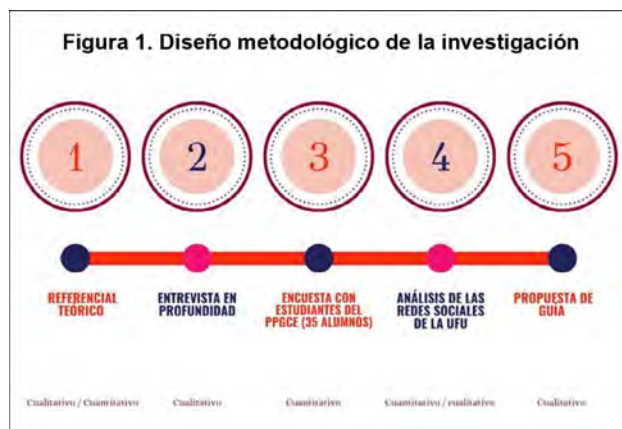 Figura 1. Diseño metodológico de la investigación
1
2
3
4
5
REFERENCIAL
TEÓRICO
ENTREVISTA EN
PROFUNDIDAD
ENCUESTA CON
ESTUDIANTES DEL
PPGCE (35 ALUMNOS)
ANÁLISIS DE LAS
REDES SOCIALES
DE LA UFU
PROPUESTA DE
GUÍA
Cualitativo / Cuantitativo
Cualitativo
Cuantitativo
Cuantitativo / cualitativo
Cualitativo